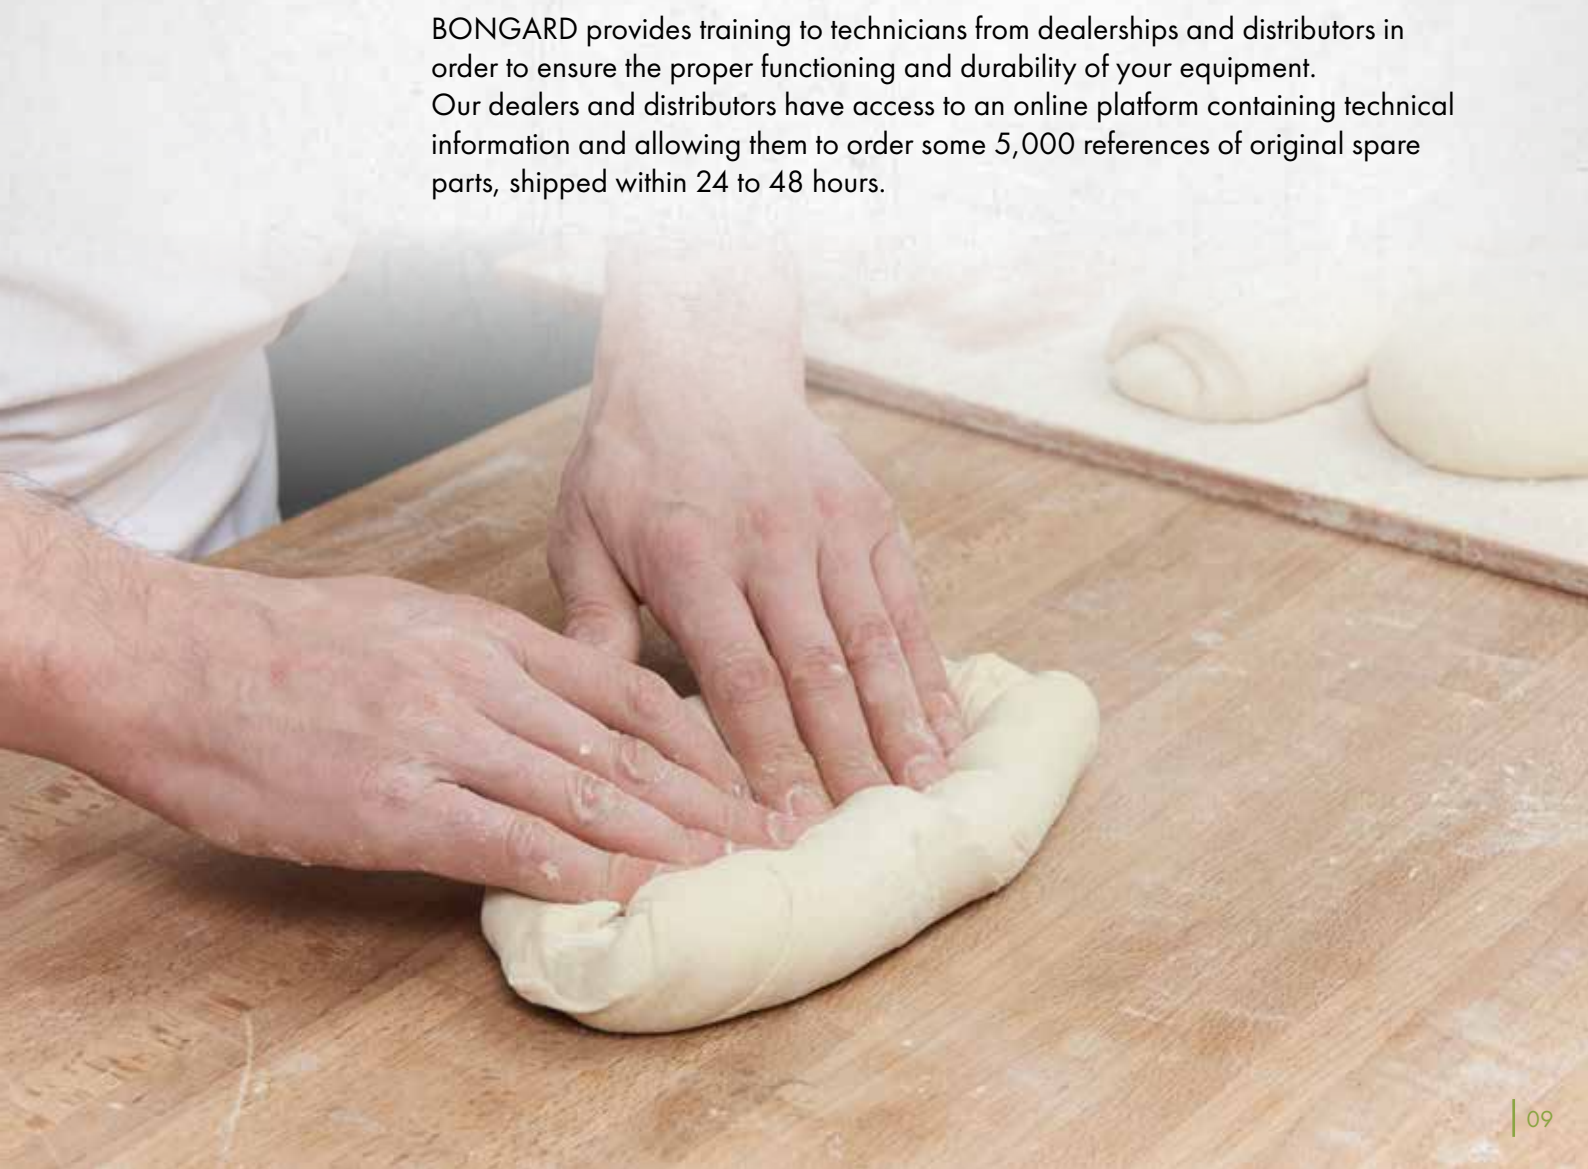 BONGARD provides training to technicians from dealerships and distributors in
order to ensure the proper functioning and durability of your equipment.
Our dealers and distributors have access to an online platform containing technical
information and allowing them to order some 5,000 references of original spare
parts, shipped within 24 to 48 hours.
09